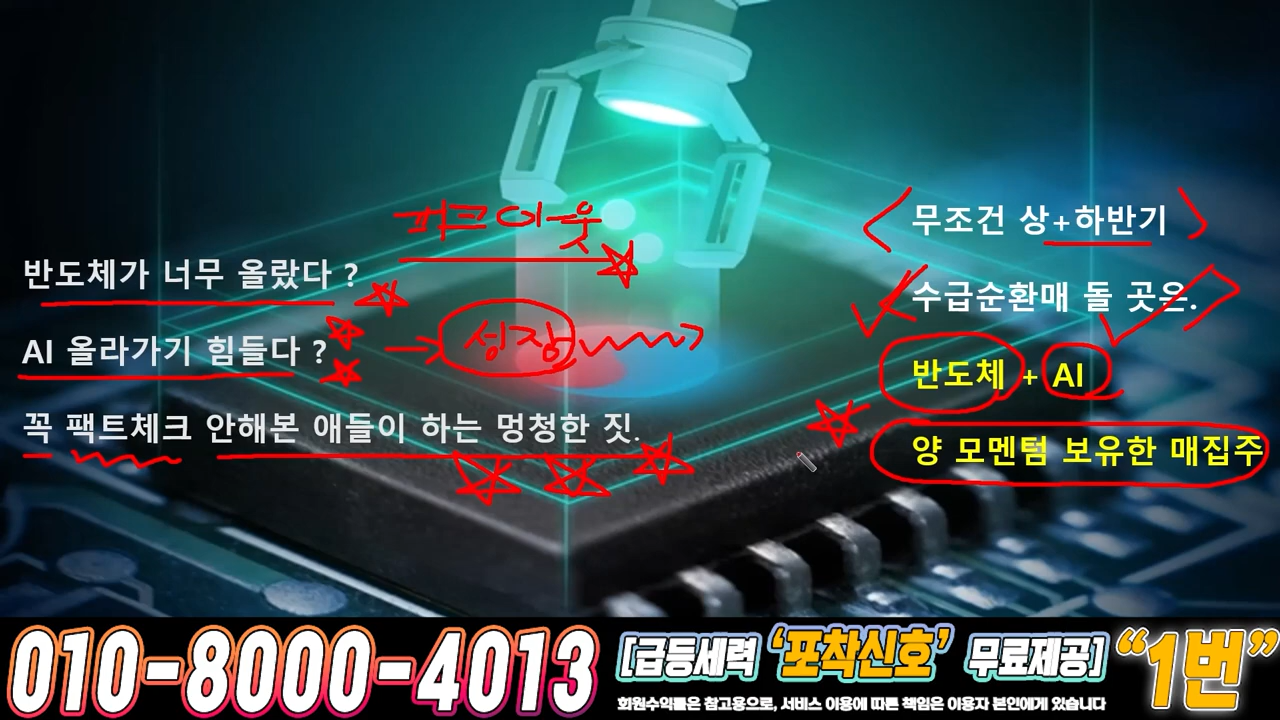 피크아웃
반도체가 너무 올랐다 ?
AI 올라가기 힘들다 ?
성장
꼭 팩트체크 안해본 애들이 하는 멍청한 짓.
무조건 상+하반기
수급순환매 돌 곳은.
반도체 + AI
양 모멘텀 보유한 매집주
010-8000-4013
[급등세력 ‘포착신호’ 무료제공] “1번”
회원수익률은 참고용으로, 서비스 이용에 따른 책임은 이용자 본인에게 있습니다